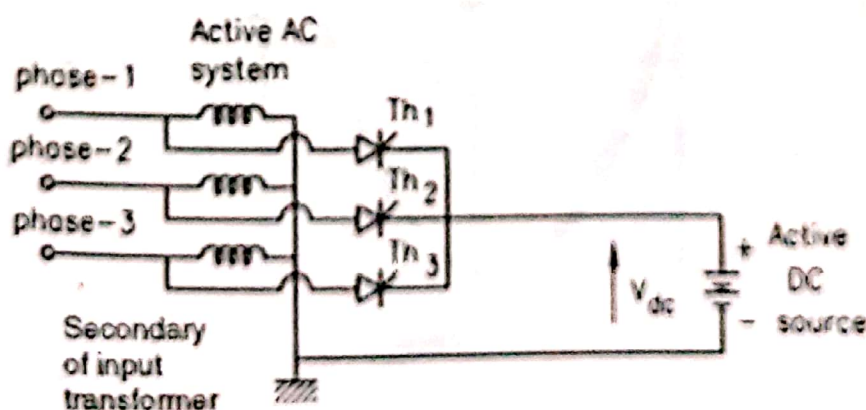 Active AC
system
phase-1
Th1
phase-2
Th2
phase-3
Th3
+ Active
DC
- source
Vdc
Secondary
of input
transformer